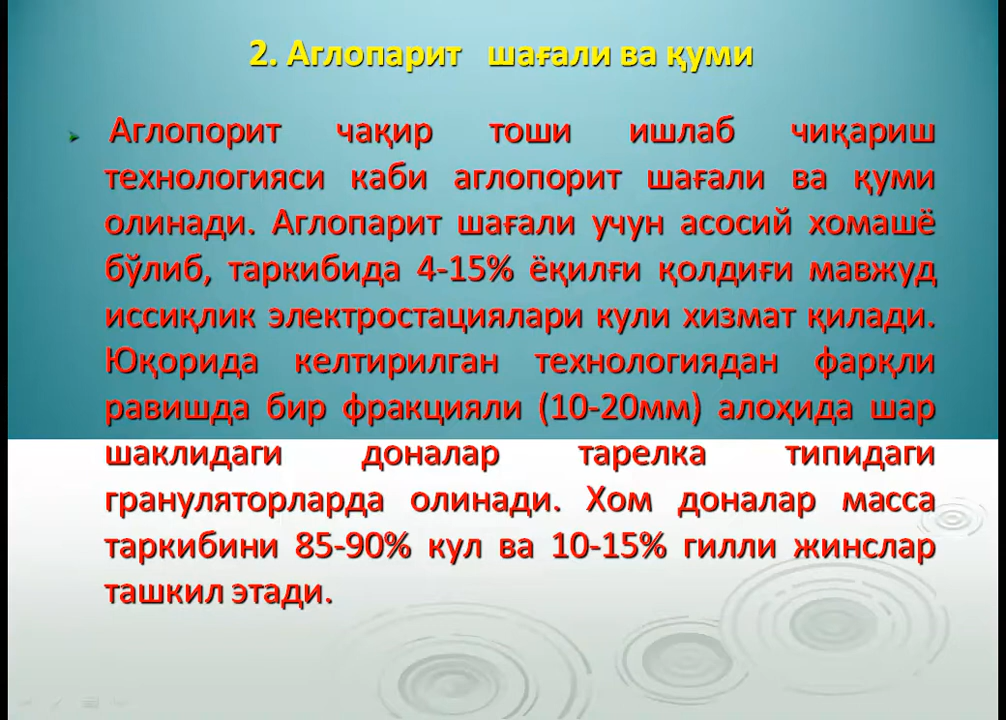 2. Аглопарит шағали ва қуми
Аглопорит чақир тоши ишлаб чиқариш
технологияси каби аглопорит шағали ва қуми
олинади. Аглопарит шағали учун асосий хомашё
бўлиб, таркибида 4-15% ёқилғи қолдиғи мавжуд
иссиқлик электростациялари кули хизмат қилади.
Юқорида келтирилган технологиядан фарқли
равишда бир фракцияли (10-20мм) алоҳида шар
шаклидаги доналар тарелка типидаги
грануляторларда олинади. Хом доналар масса
таркибини 85-90% кул ва 10-15% гилли жинслар
ташкил этади.